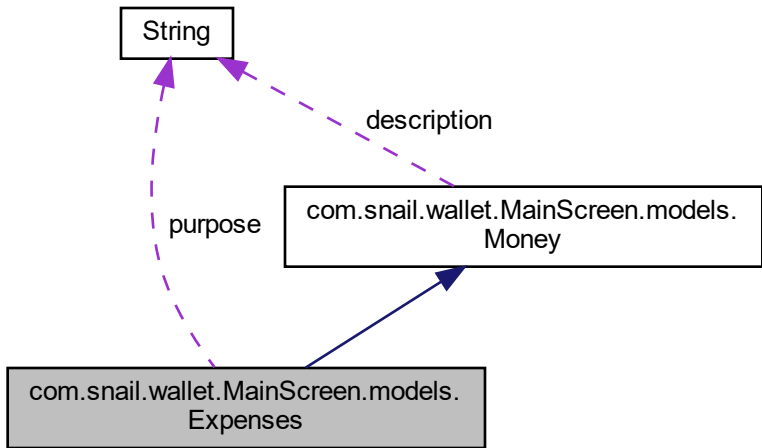 String
description
com.snail.wallet.MainScreen.models.
Money
purpose
com.snail.wallet.MainScreen.models.
Expenses